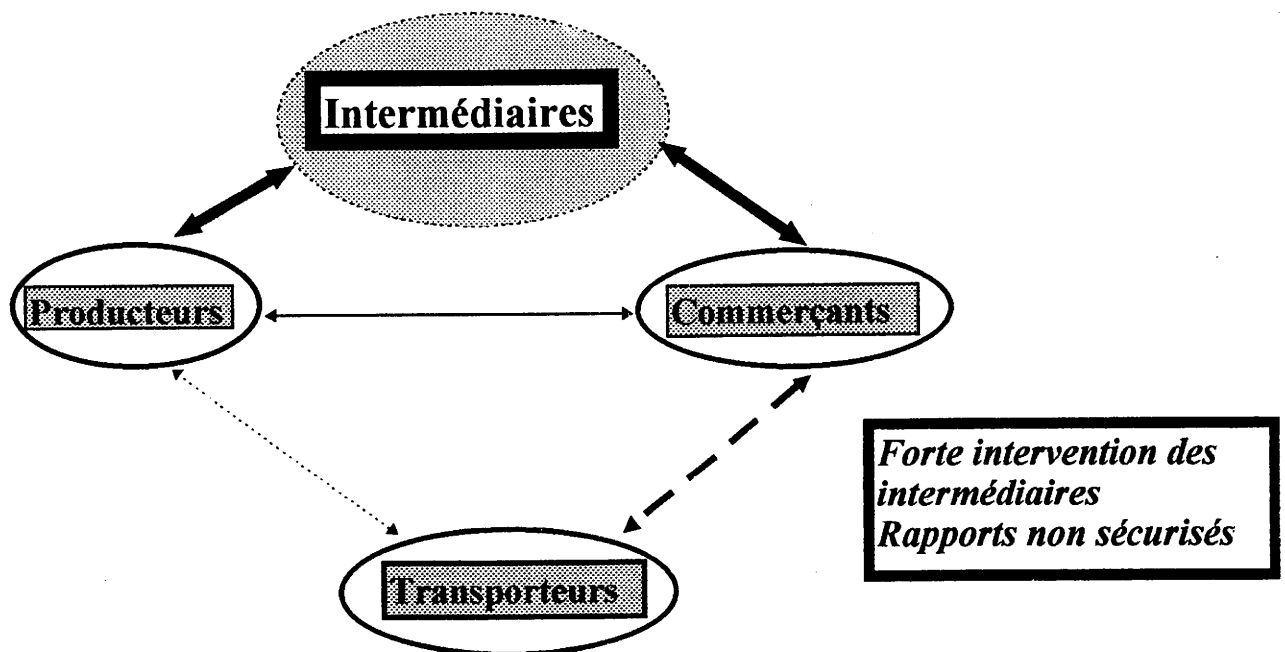 Intermédiaires
Producteurs
Commerçants
Forte intervention des
intermédiaires
Rapports non sécurisés
Transporteurs